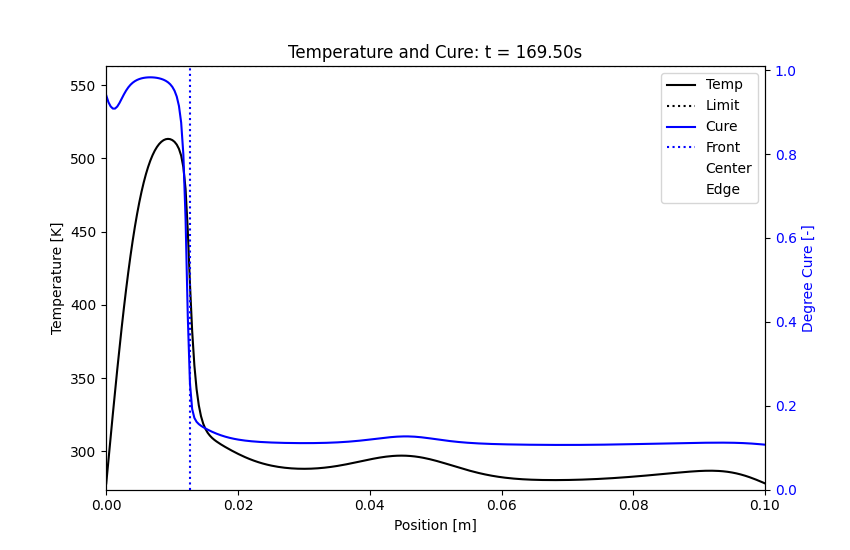 Temperature and Cure: t = 169.50s
Temperature [K]
550
500
450
400
350
300
Temp
Limit
Cure
Front
Center
Edge
1.0
0.8
0.6
0.4
0.2
0.0
Degree Cure [-]
0.00
0.02
0.04
0.06
0.08
0.10
Position [m]